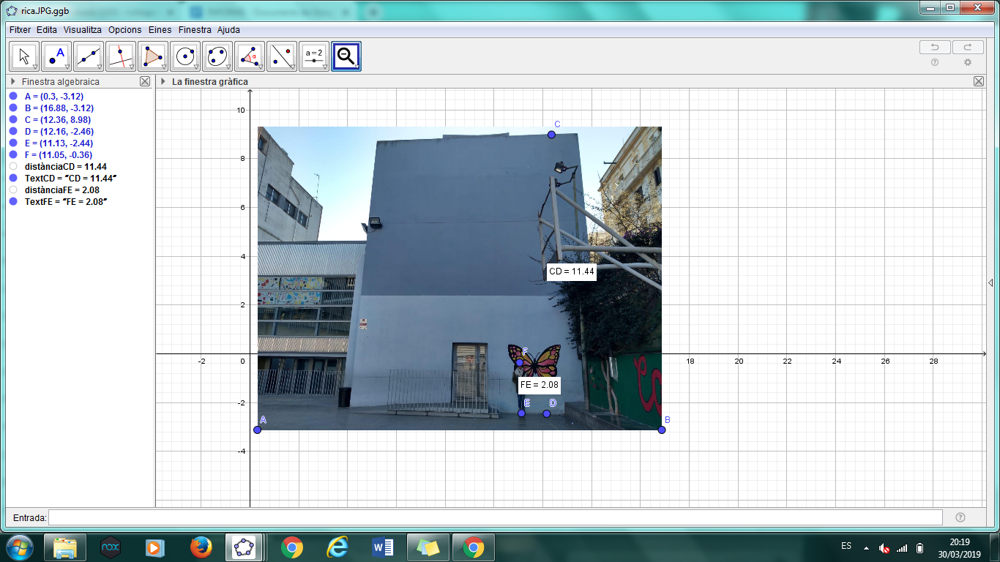 rica.JPG.ggb
Fitxer Edita Visualitza Opcions Eines Finestra Ajuda
A
α
a = 2
Finestra algebraica
La finestra gràfica
A = (0.3, -3.12)
B = (16.88, -3.12)
C = (12.36, 8.98)
D = (12.16, -2.46)
E = (11.13, -2.44)
F = (11.05, -0.36)
distànciaCD = 11.44
TextCD = "CD = 11.44"
distànciaFE = 2.08
TextFE = "FE = 2.08"
10
8
6
4
2
0
-2
-4
-2
18
20
22
24
26
28
C
CD = 11.44
F
FE = 2.08
E
D
A
B
Entrada:
nox
W
ES
20:19
30/03/2019